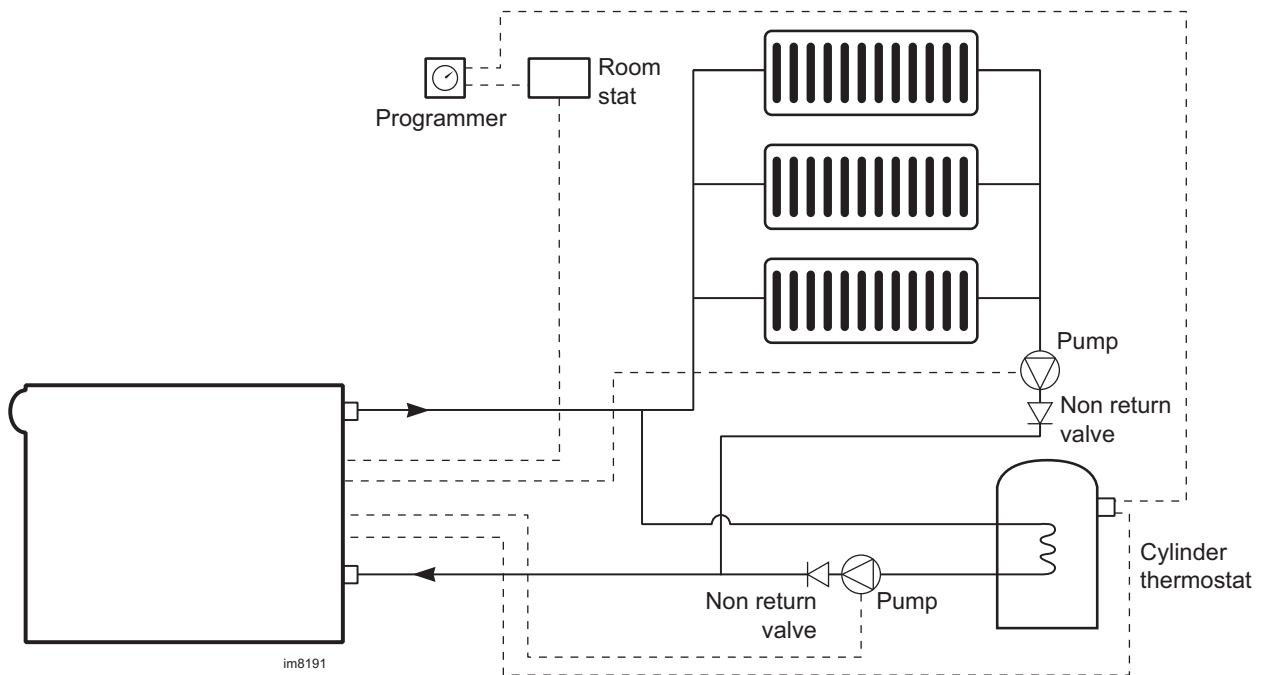 Room
stat
Programmer
Pump
Non return
valve
Cylinder
thermostat
Non return
valve
Pump
im8191